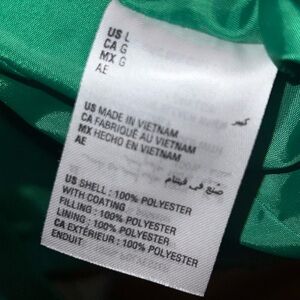 US L
CA G
MX G
AE كبير
US MADE IN VIETNAM
CA FABRIQUÉ AU VIETNAM
MX HECHO EN VIETNAM
AE
صنع في فيتنام
US SHELL : 100% POLYESTER
WITH COATING
FILLING : 100% POLYESTER
LINING : 100% POLYESTER
CA EXTÉRIEUR : 100% POLYESTER
ENDUIT